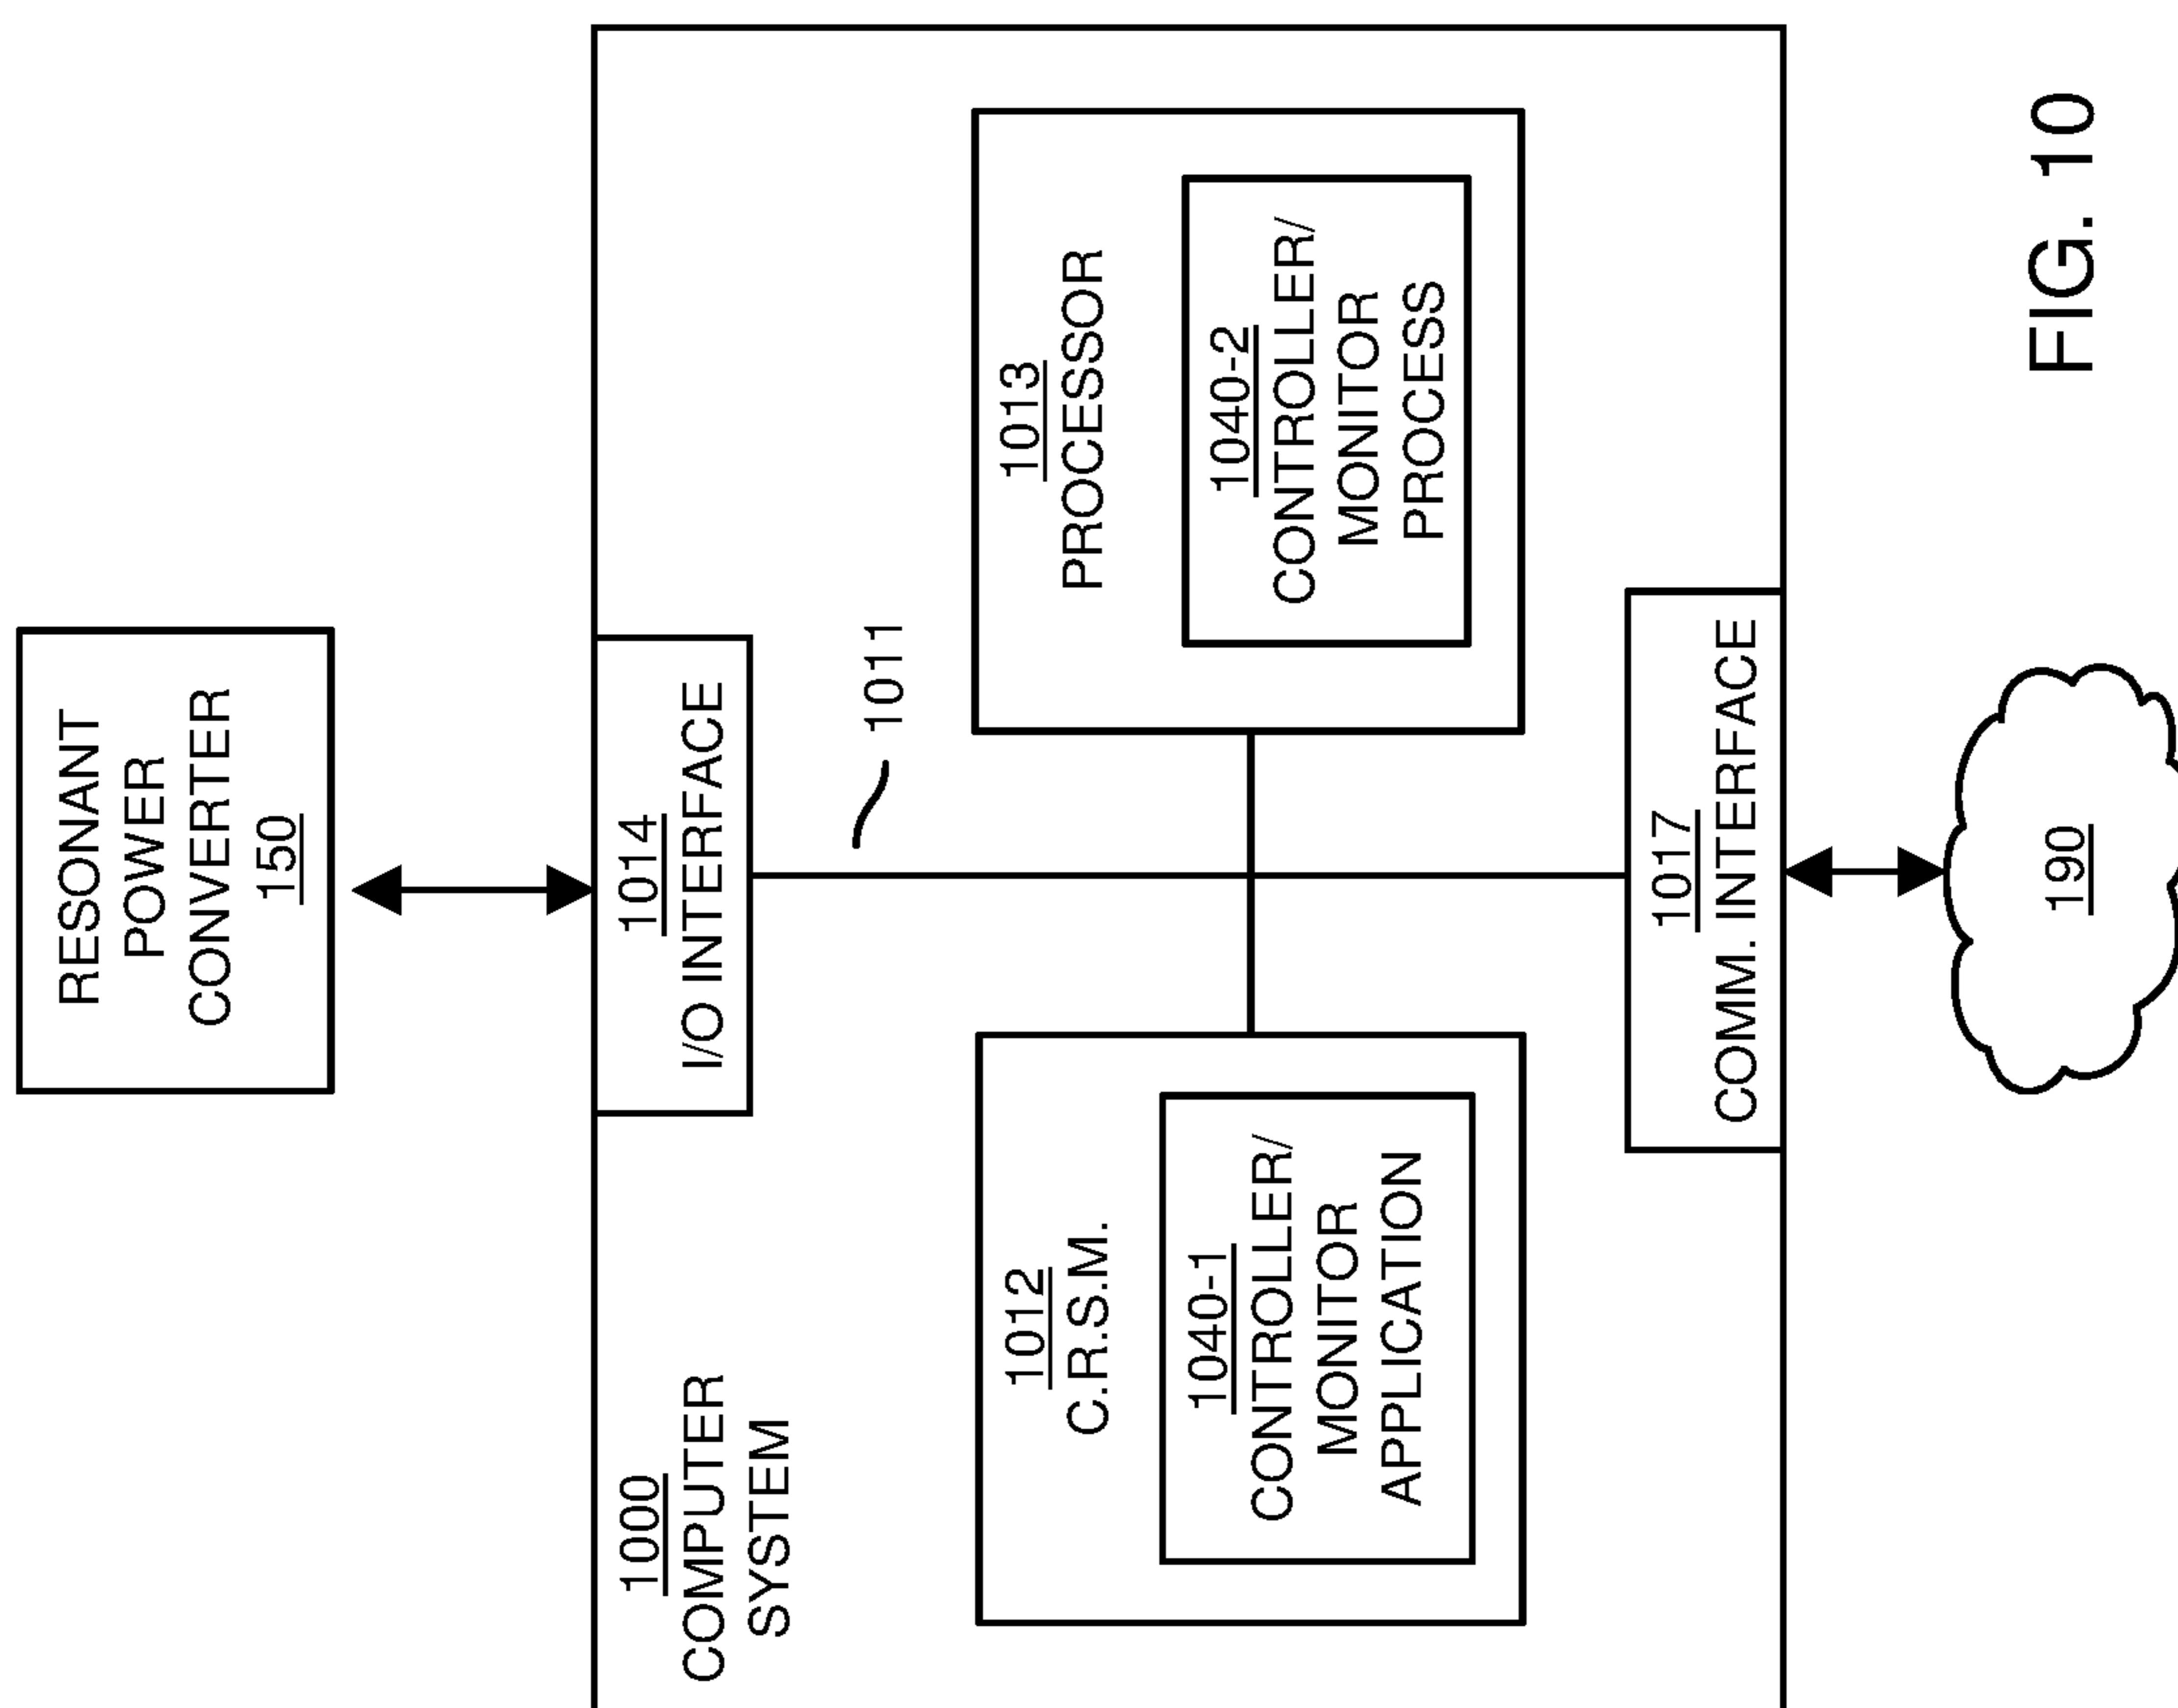 RESONANT
POWER
CONVERTER
150
1000
COMPUTER
SYSTEM
1014
I/O INTERFACE
1011
1012
C.R.S.M.
1040-1
CONTROLLER/
MONITOR
APPLICATION
1013
PROCESSOR
1040-2
CONTROLLER/
MONITOR
PROCESS
1017
COMM. INTERFACE
190
FIG. 10